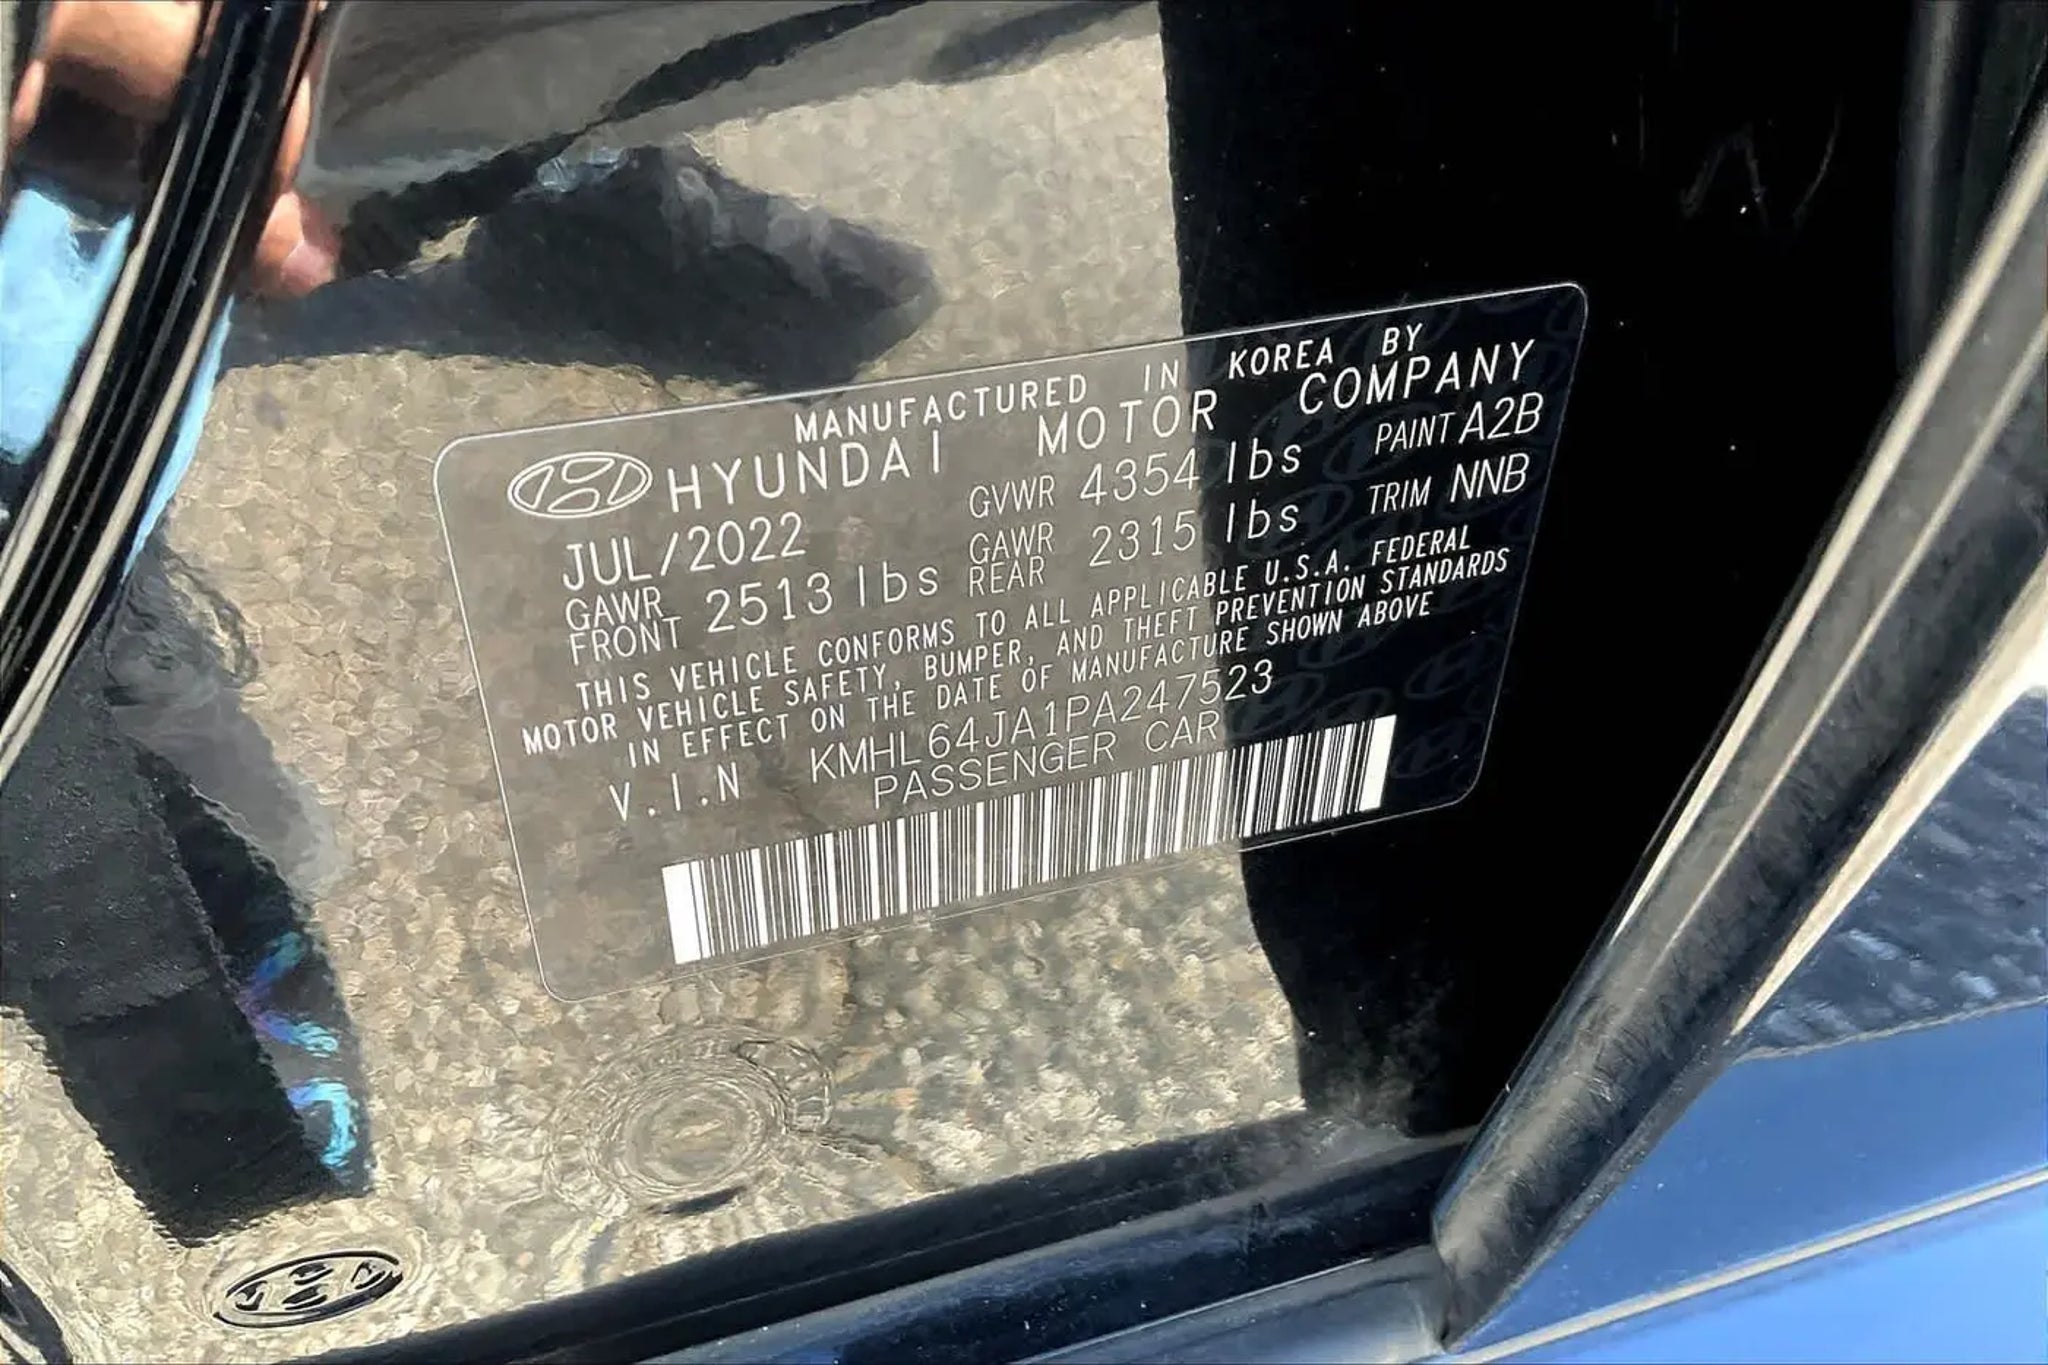 MANUFACTURED IN KOREA BY
HYUNDAI MOTOR COMPANY
JUL/2022 GVWR 4354 lbs PAINT A2B
GAWR FRONT 2513 lbs GAWR REAR 2315 lbs TRIM NNB
THIS VEHICLE CONFORMS TO ALL APPLICABLE U.S.A. FEDERAL
MOTOR VEHICLE SAFETY, BUMPER, AND THEFT PREVENTION STANDARDS
IN EFFECT ON THE DATE OF MANUFACTURE SHOWN ABOVE
V.I.N KMHL64JA1PA247523
PASSENGER CAR